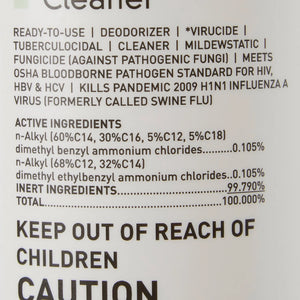 Cleaner
READY-TO-USE | DEODORIZER | *VIRUCIDE |
TUBERCULOCIDAL | CLEANER | MILDEWSTATIC |
FUNGICIDE (AGAINST PATHOGENIC FUNGI) | MEETS
OSHA BLOODBORNE PATHOGEN STANDARD FOR HIV,
HBV & HCV | KILLS PANDEMIC 2009 H1N1 INFLUENZA A
VIRUS (FORMERLY CALLED SWINE FLU)
ACTIVE INGREDIENTS
n-Alkyl (60%C14, 30%C16, 5%C12, 5%C18)
dimethyl benzyl ammonium chlorides.....0.105%
n-Alkyl (68%C12, 32%C14)
dimethyl ethylbenzyl ammonium chlorides..0.105%
INERT INGREDIENTS......................99.790%
TOTAL..................................100.000%
KEEP OUT OF REACH OF
CHILDREN
CAUTION